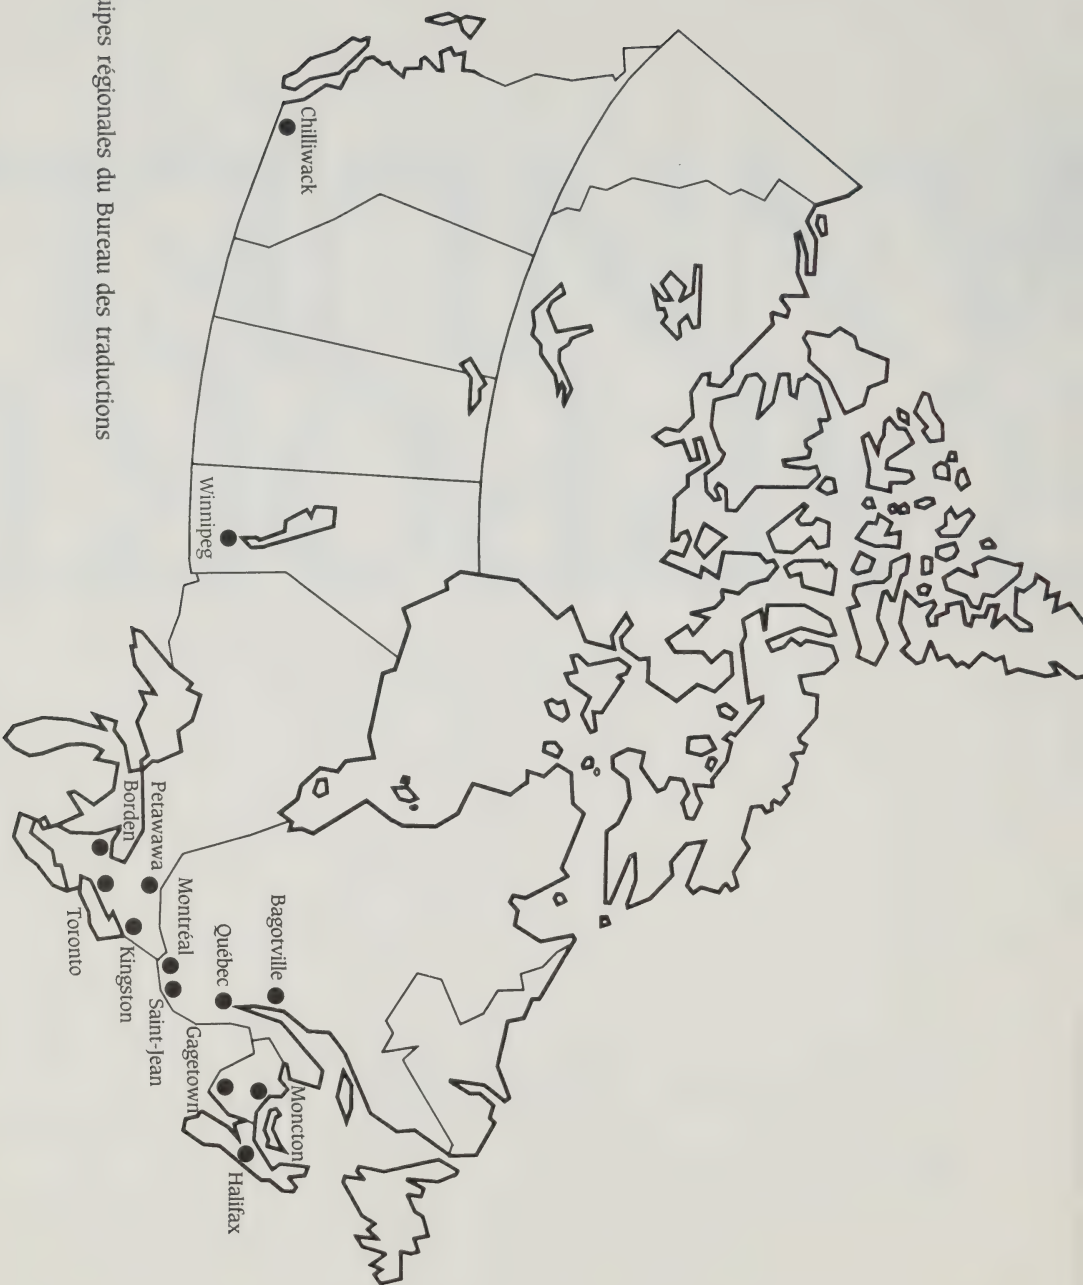 régionales du Bureau des traductions
Chilliwack
Winnipeg
Petawawa
Borden
Toronto
Kingston
Montréal
Saint-Jean
Québec
Bagotville
Gagetown
Moncton
Halifax